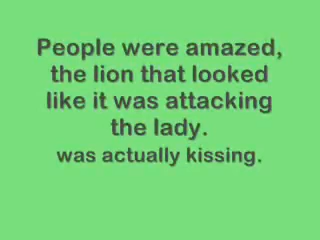 People were amazed,
the lion that looked
like it was attacking
the lady.
was actually kissing.